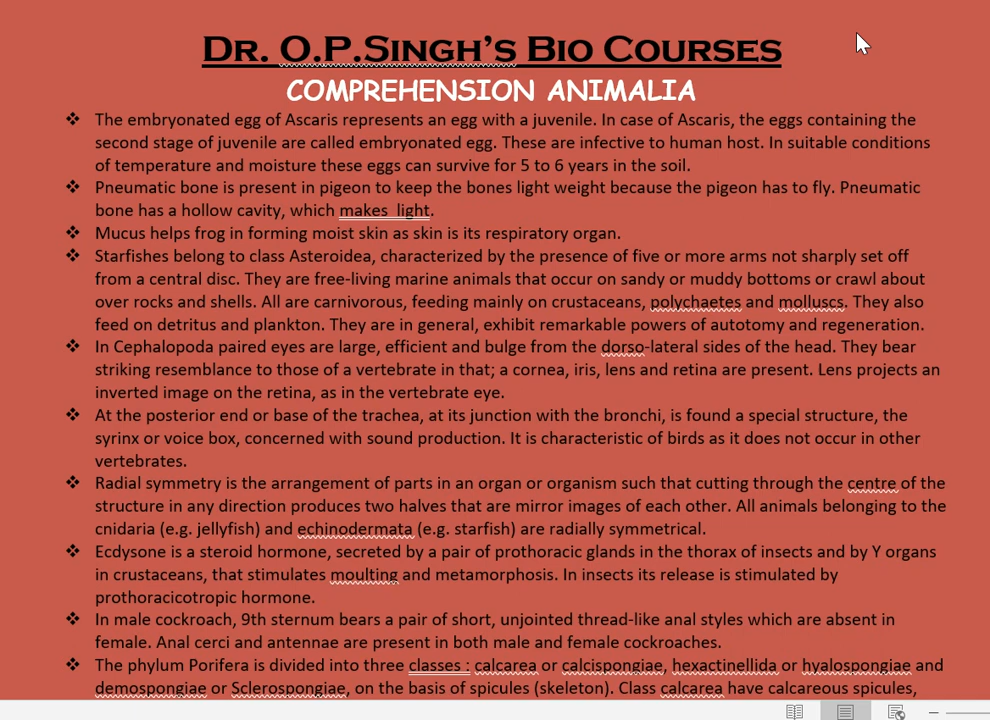 Dr. O.P.Singh's Bio Courses
COMPREHENSION ANIMALIA
❖ The embryonated egg of Ascaris represents an egg with a juvenile. In case of Ascaris, the eggs containing the
second stage of juvenile are called embryonated egg. These are infective to human host. In suitable conditions
of temperature and moisture these eggs can survive for 5 to 6 years in the soil.
❖ Pneumatic bone is present in pigeon to keep the bones light weight because the pigeon has to fly. Pneumatic
bone has a hollow cavity, which makes light.
❖ Mucus helps frog in forming moist skin as skin is its respiratory organ.
❖ Starfishes belong to class Asteroidea, characterized by the presence of five or more arms not sharply set off
from a central disc. They are free-living marine animals that occur on sandy or muddy bottoms or crawl about
over rocks and shells. All are carnivorous, feeding mainly on crustaceans, polychaetes and molluscs. They also
feed on detritus and plankton. They are in general, exhibit remarkable powers of autotomy and regeneration.
❖ In Cephalopoda paired eyes are large, efficient and bulge from the dorso-lateral sides of the head. They bear
striking resemblance to those of a vertebrate in that; a cornea, iris, lens and retina are present. Lens projects an
inverted image on the retina, as in the vertebrate eye.
❖ At the posterior end or base of the trachea, at its junction with the bronchi, is found a special structure, the
syrinx or voice box, concerned with sound production. It is characteristic of birds as it does not occur in other
vertebrates.
❖ Radial symmetry is the arrangement of parts in an organ or organism such that cutting through the centre of the
structure in any direction produces two halves that are mirror images of each other. All animals belonging to the
cnidaria (e.g. jellyfish) and echinodermata (e.g. starfish) are radially symmetrical.
❖ Ecdysone is a steroid hormone, secreted by a pair of prothoracic glands in the thorax of insects and by Y organs
in crustaceans, that stimulates moulting and metamorphosis. In insects its release is stimulated by
prothoracicotropic hormone.
❖ In male cockroach, 9th sternum bears a pair of short, unjointed thread-like anal styles which are absent in
female. Anal cerci and antennae are present in both male and female cockroaches.
❖ The phylum Porifera is divided into three classes : calcarea or calcispongiae, hexactinellida or hyalospongiae and
demospongiae or Sclerospongiae, on the basis of spicules (skeleton). Class calcarea have calcareous spicules,